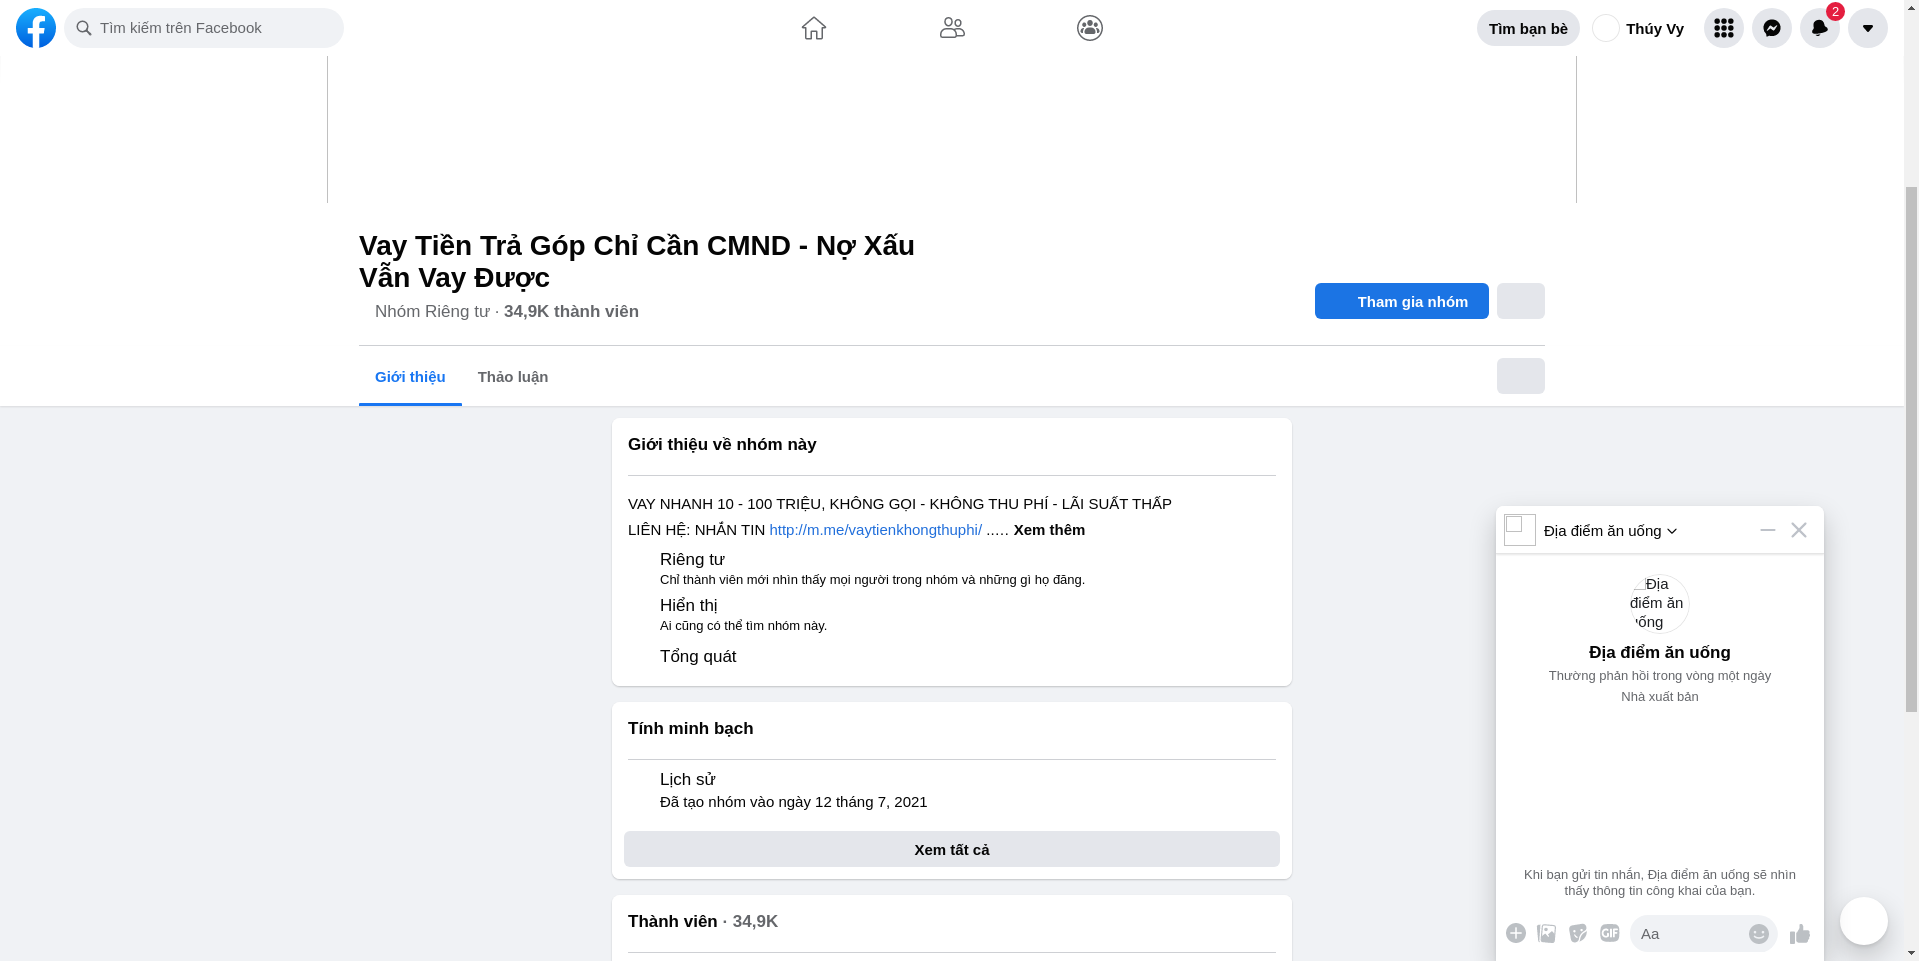 Tìm kiếm trên Facebook
Tìm bạn bè
Thúy Vy
2
Vay Tiền Trả Góp Chỉ Cần CMND - Nợ Xấu
Vẫn Vay Được
Nhóm Riêng tư · 34,9K thành viên
Tham gia nhóm
Giới thiệu
Thảo luận
Giới thiệu về nhóm này
VAY NHANH 10 - 100 TRIỆU, KHÔNG GỌI - KHÔNG THU PHÍ - LÃI SUẤT THẤP
LIÊN HỆ: NHẮN TIN http://m.me/vaytienkhongthuphi/ ..… Xem thêm
Riêng tư
Chỉ thành viên mới nhìn thấy mọi người trong nhóm và những gì họ đăng.
Hiển thị
Ai cũng có thể tìm nhóm này.
Tổng quát
Tính minh bạch
Lịch sử
Đã tạo nhóm vào ngày 12 tháng 7, 2021
Xem tất cả
Thành viên · 34,9K
Địa điểm ăn uống
Địa
điểm ăn
uống
Địa điểm ăn uống
Thường phản hồi trong vòng một ngày
Nhà xuất bản
Khi bạn gửi tin nhắn, Địa điểm ăn uống sẽ nhìn
thấy thông tin công khai của bạn.
GIF
Aa